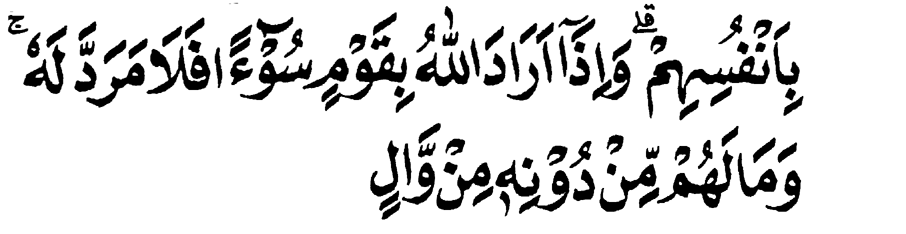 بِاَنْفُسِهِمْ ۗ وَاِذَآ اَرَادَ اللّٰهُ بِقَوْمٍ سُوْۤءًا فَلَا مَرَدَّ لَهٗ ۚ
وَمَا لَهُمْ مِّنْ دُوْنِهٖ مِنْ وَّالٍ